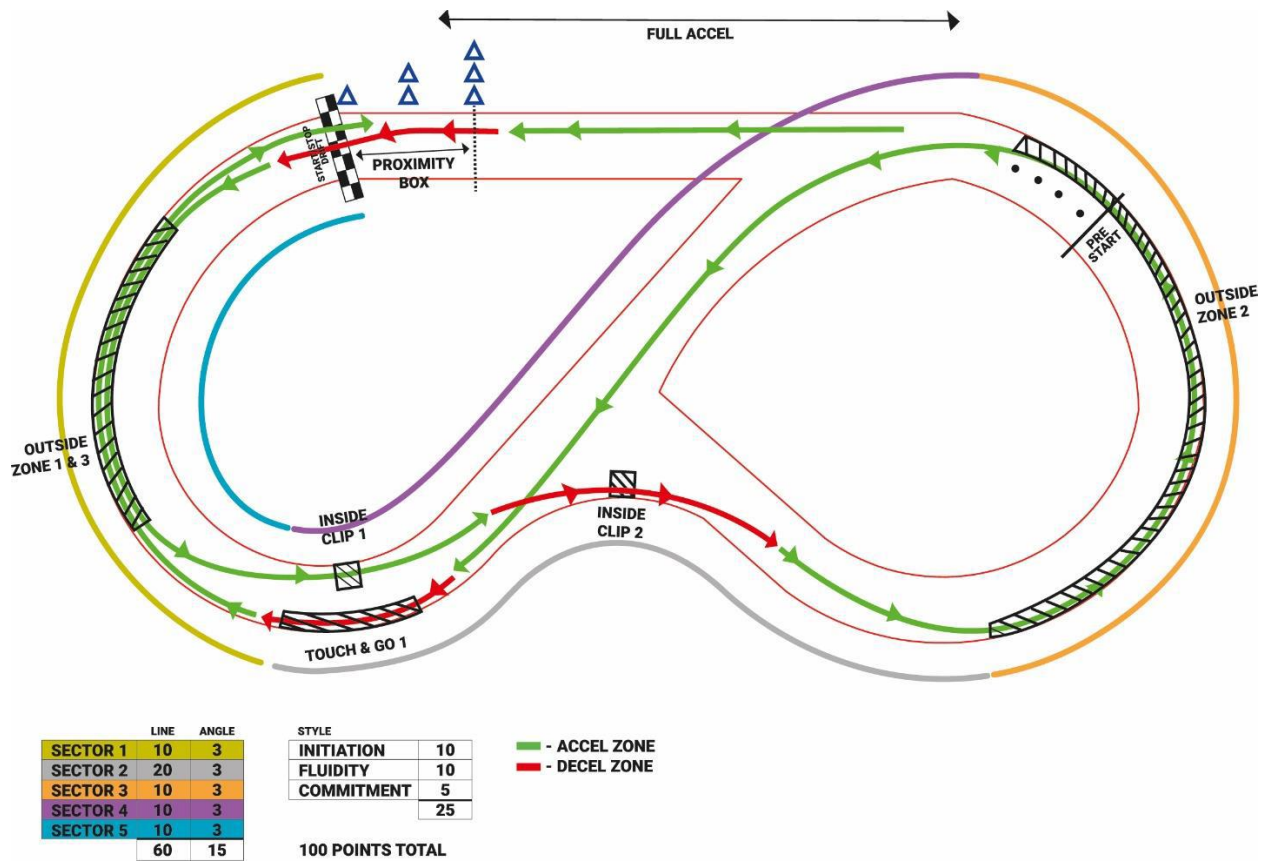 FULL ACCEL
START/STOP
DRIFT
PROXIMITY
BOX
PRE
START
OUTSIDE
ZONE 2
OUTSIDE
ZONE 1 & 3
INSIDE
CLIP 1
INSIDE
CLIP 2
TOUCH & GO 1
LINE ANGLE
SECTOR 1 10 3
SECTOR 2 20 3
SECTOR 3 10 3
SECTOR 4 10 3
SECTOR 5 10 3
60 15
STYLE
INITIATION 10
FLUIDITY 10
COMMITMENT 5
25
100 POINTS TOTAL
- ACCEL ZONE
- DECEL ZONE